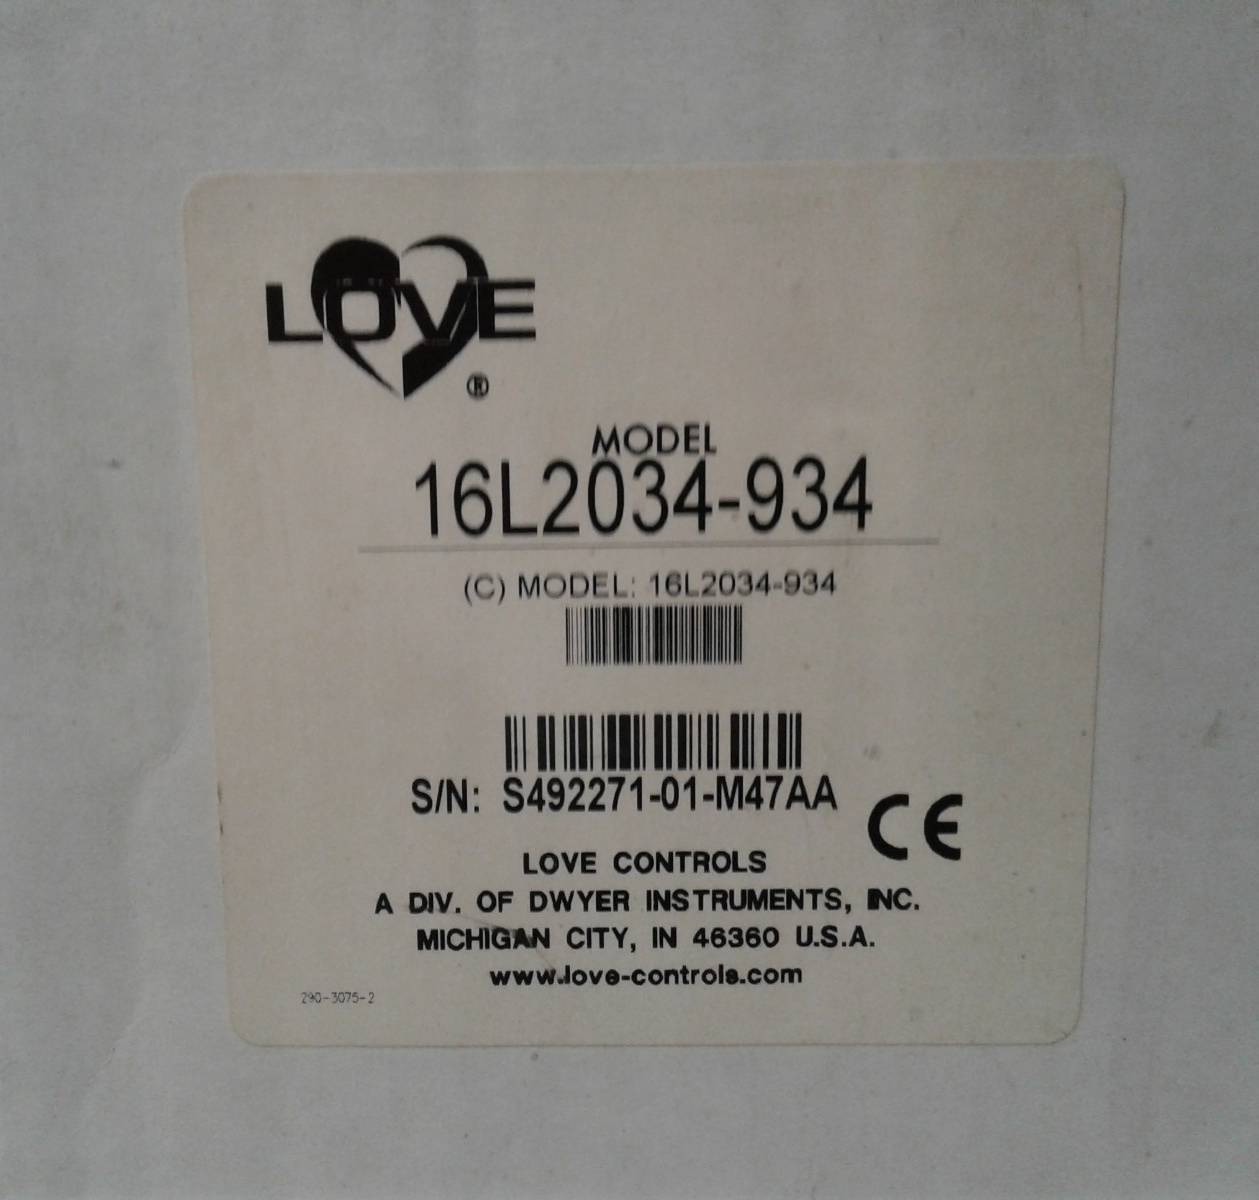 LOVE
®
MODEL
16L2034-934
(C) MODEL: 16L2034-934
S/N: S492271-01-M47AA
CE
LOVE CONTROLS
A DIV. OF DWYER INSTRUMENTS, INC.
MICHIGAN CITY, IN 46360 U.S.A.
www.love-controls.com
290-3075-2